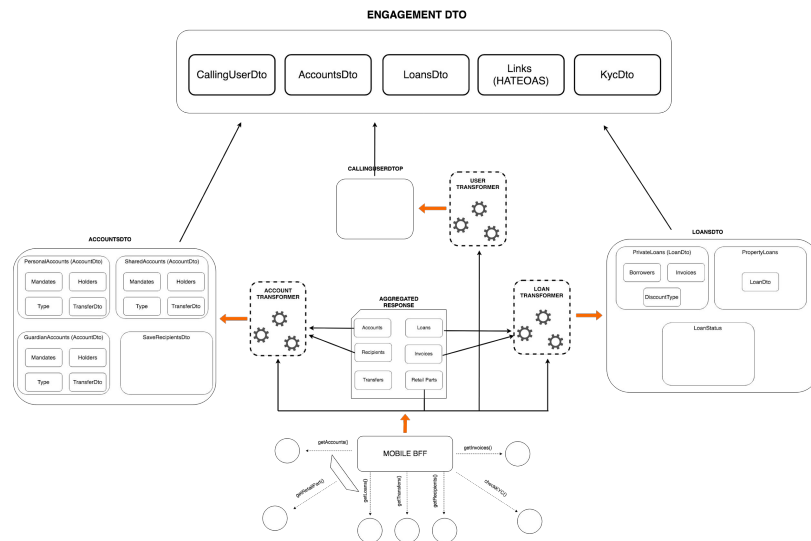 ENGAGEMENT DTO
CallingUserDto
AccountsDto
LoansDto
Links
(HATEOAS)
KycDto
CALLINGUSERDTOP
USER
TRANSFORMER
ACCOUNTSDTO
PersonalAccounts (AccountDto)
Mandates
Holders
Type
TransferDto
SharedAccounts (AccountDto)
Mandates
Holders
Type
TransferDto
GuardianAccounts (AccountDto)
Mandates
Holders
Type
TransferDto
SaveRecipientsDto
ACCOUNT
TRANSFORMER
AGGREGATED
RESPONSE
Accounts
Loans
Recipients
Invoices
Transfers
Retail Parts
LOAN
TRANSFORMER
LOANSDTO
PrivateLoans (LoanDto)
Borrowers
Invoices
DiscountType
PropertyLoans
LoanDto
LoanStatus
MOBILE BFF
getAccounts()
getInvoices()
getRetailPart()
getLoans()
getTransfers()
getRecipients()
checkKYC()